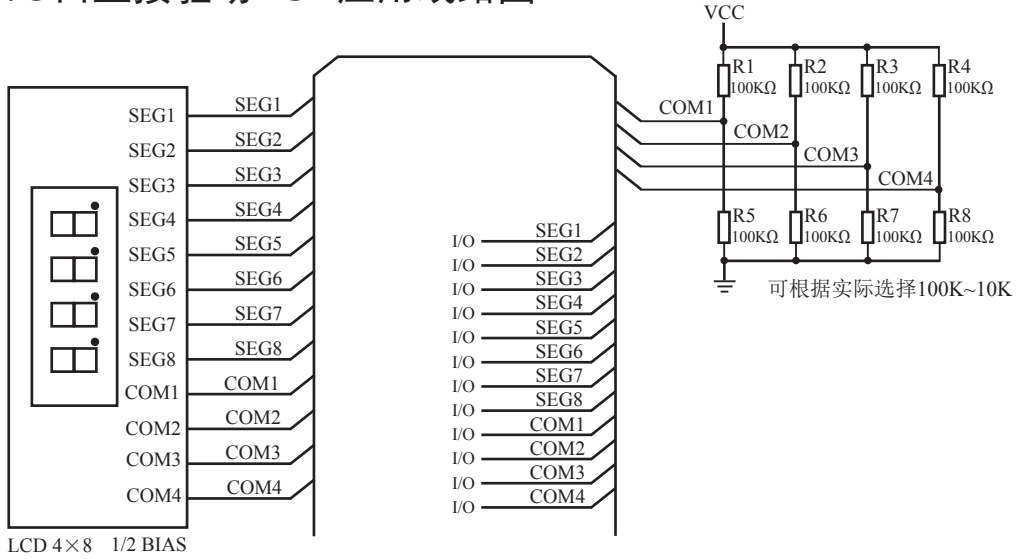 VCC
R1
100KΩ
R2
100KΩ
R3
100KΩ
R4
100KΩ
COM1
COM2
COM3
COM4
R5
100KΩ
R6
100KΩ
R7
100KΩ
R8
100KΩ
可根据实际选择100K~10K
SEG1 SEG1
SEG2 SEG2
SEG3 SEG3
SEG4 SEG4
SEG5 SEG5
SEG6 SEG6
SEG7 SEG7
SEG8 SEG8
COM1 COM1
COM2 COM2
COM3 COM3
COM4 COM4
I/O SEG1
I/O SEG2
I/O SEG3
I/O SEG4
I/O SEG5
I/O SEG6
I/O SEG7
I/O SEG8
I/O COM1
I/O COM2
I/O COM3
I/O COM4
LCD 4×8 1/2 BIAS